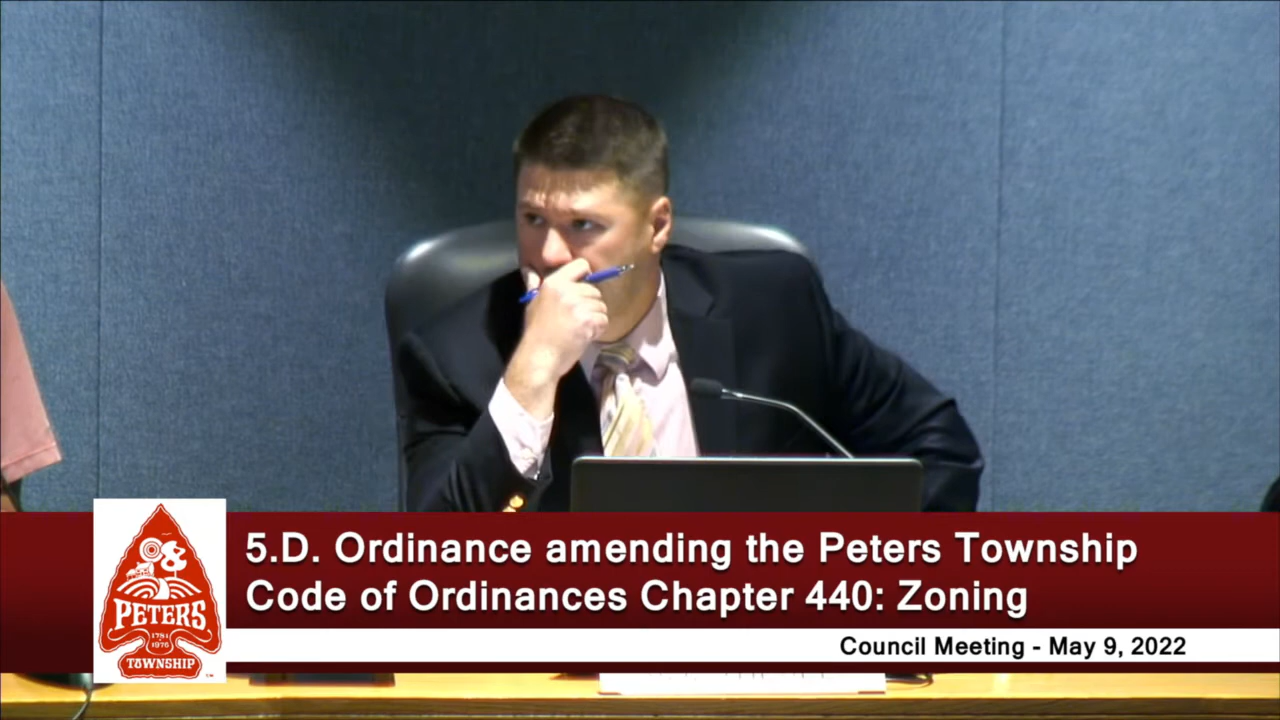 5.D. Ordinance amending the Peters Township
Code of Ordinances Chapter 440: Zoning
Council Meeting - May 9, 2022
PETERS
1781
1976
TOWNSHIP